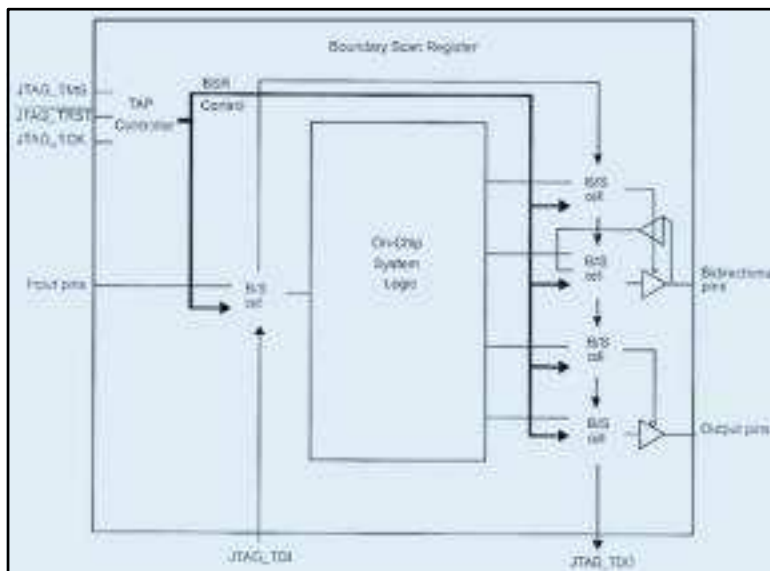 Boundary Scan Register
JTAG_TMS
JTAG_TRST
JTAG_TCK
TAP
Controller
BSR
Control
On-Chip
System
Logic
Input pins
B/S
cell
B/S
cell
B/S
cell
B/S
cell
B/S
cell
Bidirectional
pins
Output pins
JTAG_TDI
JTAG_TDO